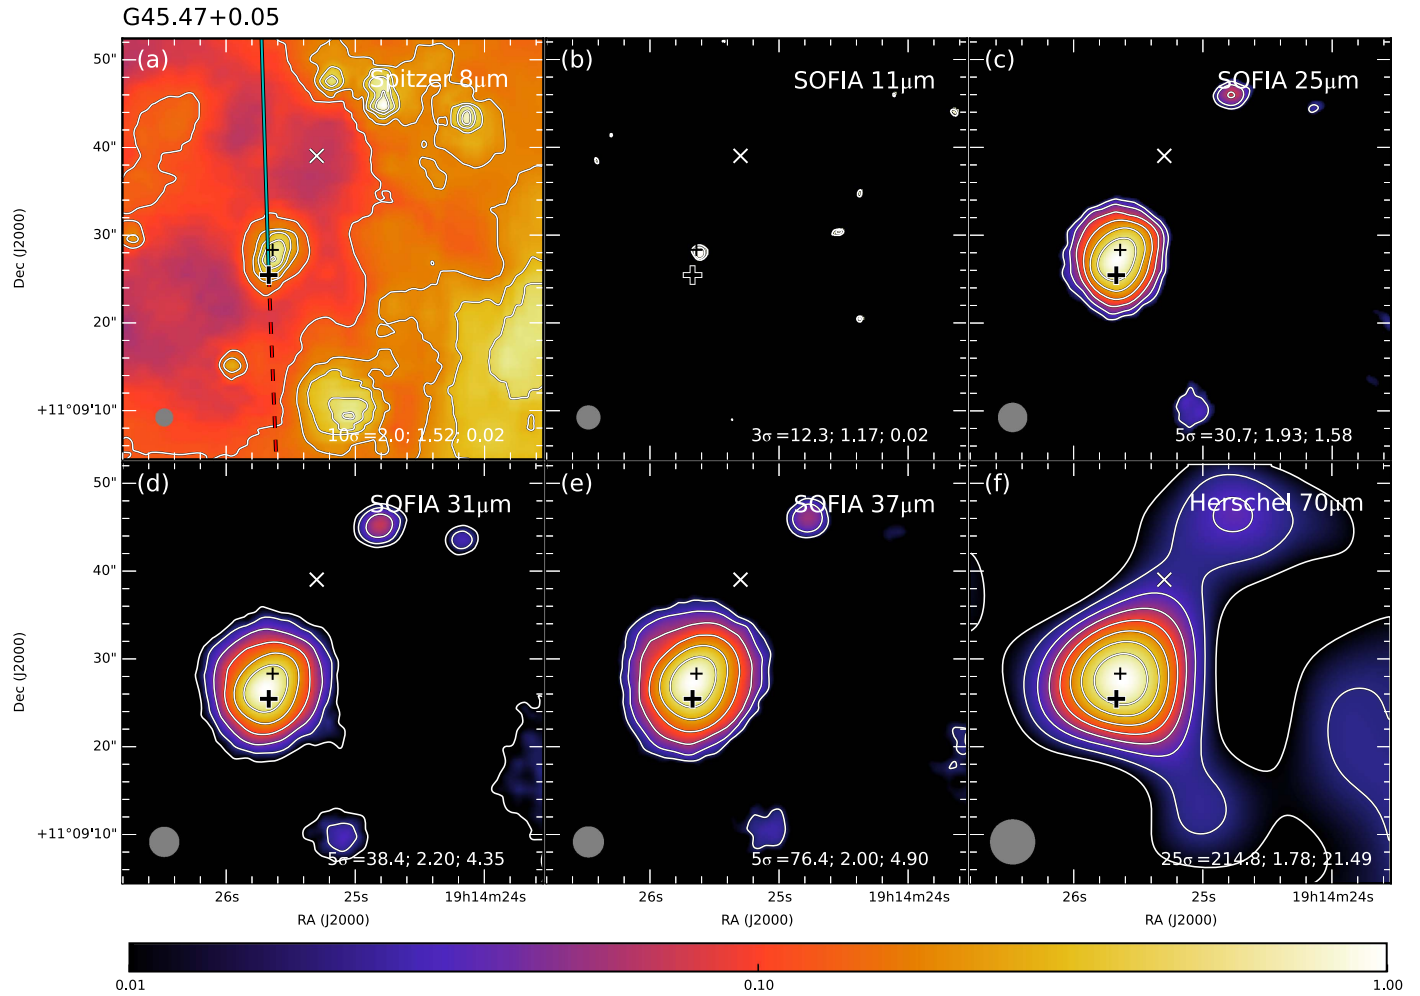 G45.47+0.05
(a) Spitzer 8μm
(b) SOFIA 11μm
(c) SOFIA 25μm
50"
40"
30"
20"
+11°09'10"
Dec (J2000)
10σ=2.0; 1.52; 0.02
3σ=12.3; 1.17; 0.02
5σ=30.7; 1.93; 1.58
(d) SOFIA 31μm
(e) SOFIA 37μm
(f) Herschel 70μm
50"
40"
30"
20"
+11°09'10"
Dec (J2000)
5σ=38.4; 2.20; 4.35
5σ=76.4; 2.00; 4.90
25σ=214.8; 1.78; 21.49
26s 25s 19h14m24s
26s 25s 19h14m24s
26s 25s 19h14m24s
RA (J2000)
RA (J2000)
RA (J2000)
0.01 0.10 1.00